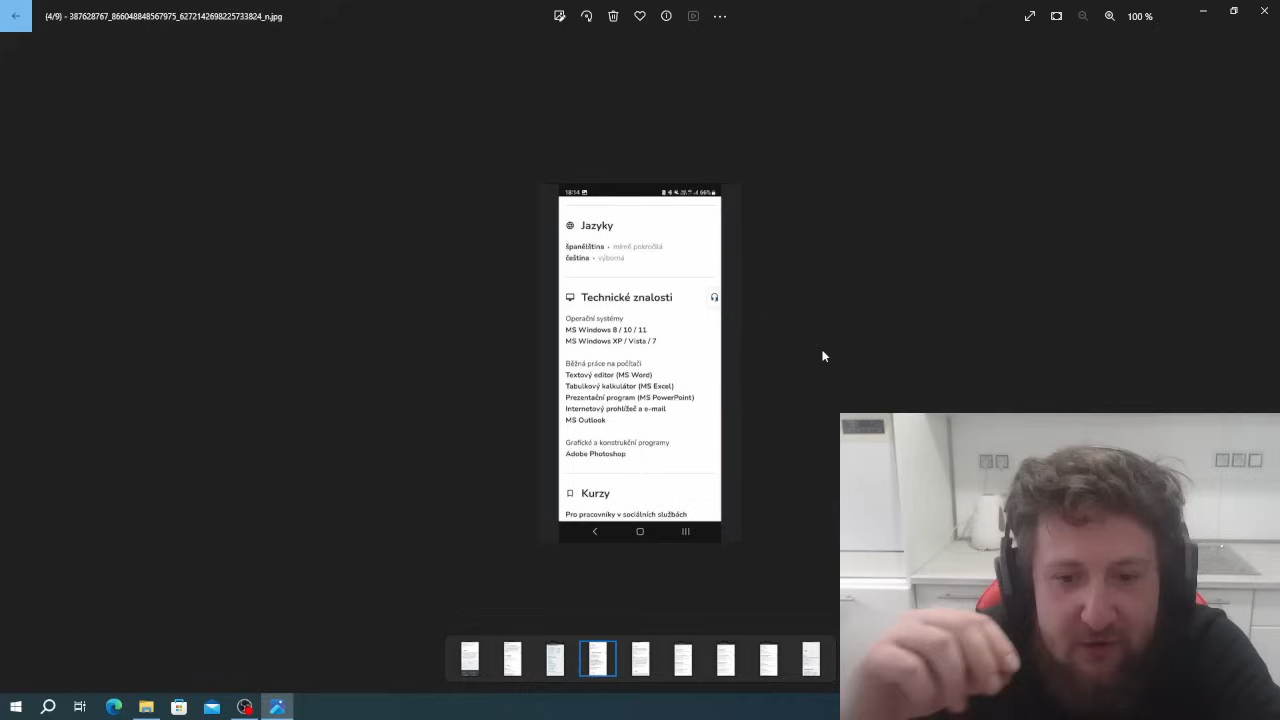 (4/9) - 387628767_866048848567975_6272142698225733824_n.jpg
100 %
18:14
66%
Jazyky
španělština • mírně pokročilá
čeština • výborná
Technické znalosti
Operační systémy
MS Windows 8 / 10 / 11
MS Windows XP / Vista / 7
Běžná práce na počítači
Textový editor (MS Word)
Tabulkový kalkulátor (MS Excel)
Prezentační program (MS PowerPoint)
Internetový prohlížeč a e-mail
MS Outlook
Grafické a konstrukční programy
Adobe Photoshop
Kurzy
Pro pracovníky v sociálních službách